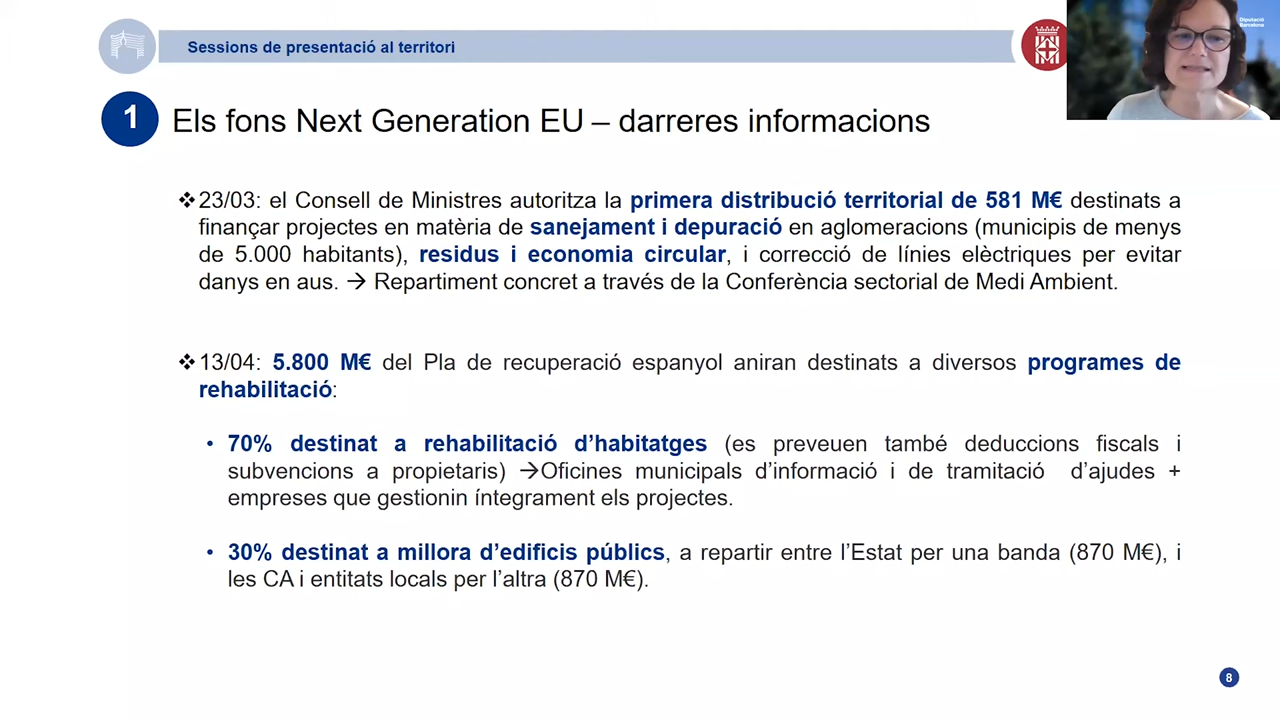 Sessions de presentació al territori
Diputació
Barcelona
1
Els fons Next Generation EU – darreres informacions
❖23/03: el Consell de Ministres autoritza la primera distribució territorial de 581 M€ destinats a
finançar projectes en matèria de sanejament i depuració en aglomeracions (municipis de menys
de 5.000 habitants), residus i economia circular, i correcció de línies elèctriques per evitar
danys en aus. → Repartiment concret a través de la Conferència sectorial de Medi Ambient.
❖13/04: 5.800 M€ del Pla de recuperació espanyol aniran destinats a diversos programes de
rehabilitació:
• 70% destinat a rehabilitació d’habitatges (es preveuen també deduccions fiscals i
subvencions a propietaris) →Oficines municipals d’informació i de tramitació d’ajudes +
empreses que gestionin íntegrament els projectes.
• 30% destinat a millora d’edificis públics, a repartir entre l’Estat per una banda (870 M€), i
les CA i entitats locals per l’altra (870 M€).
8